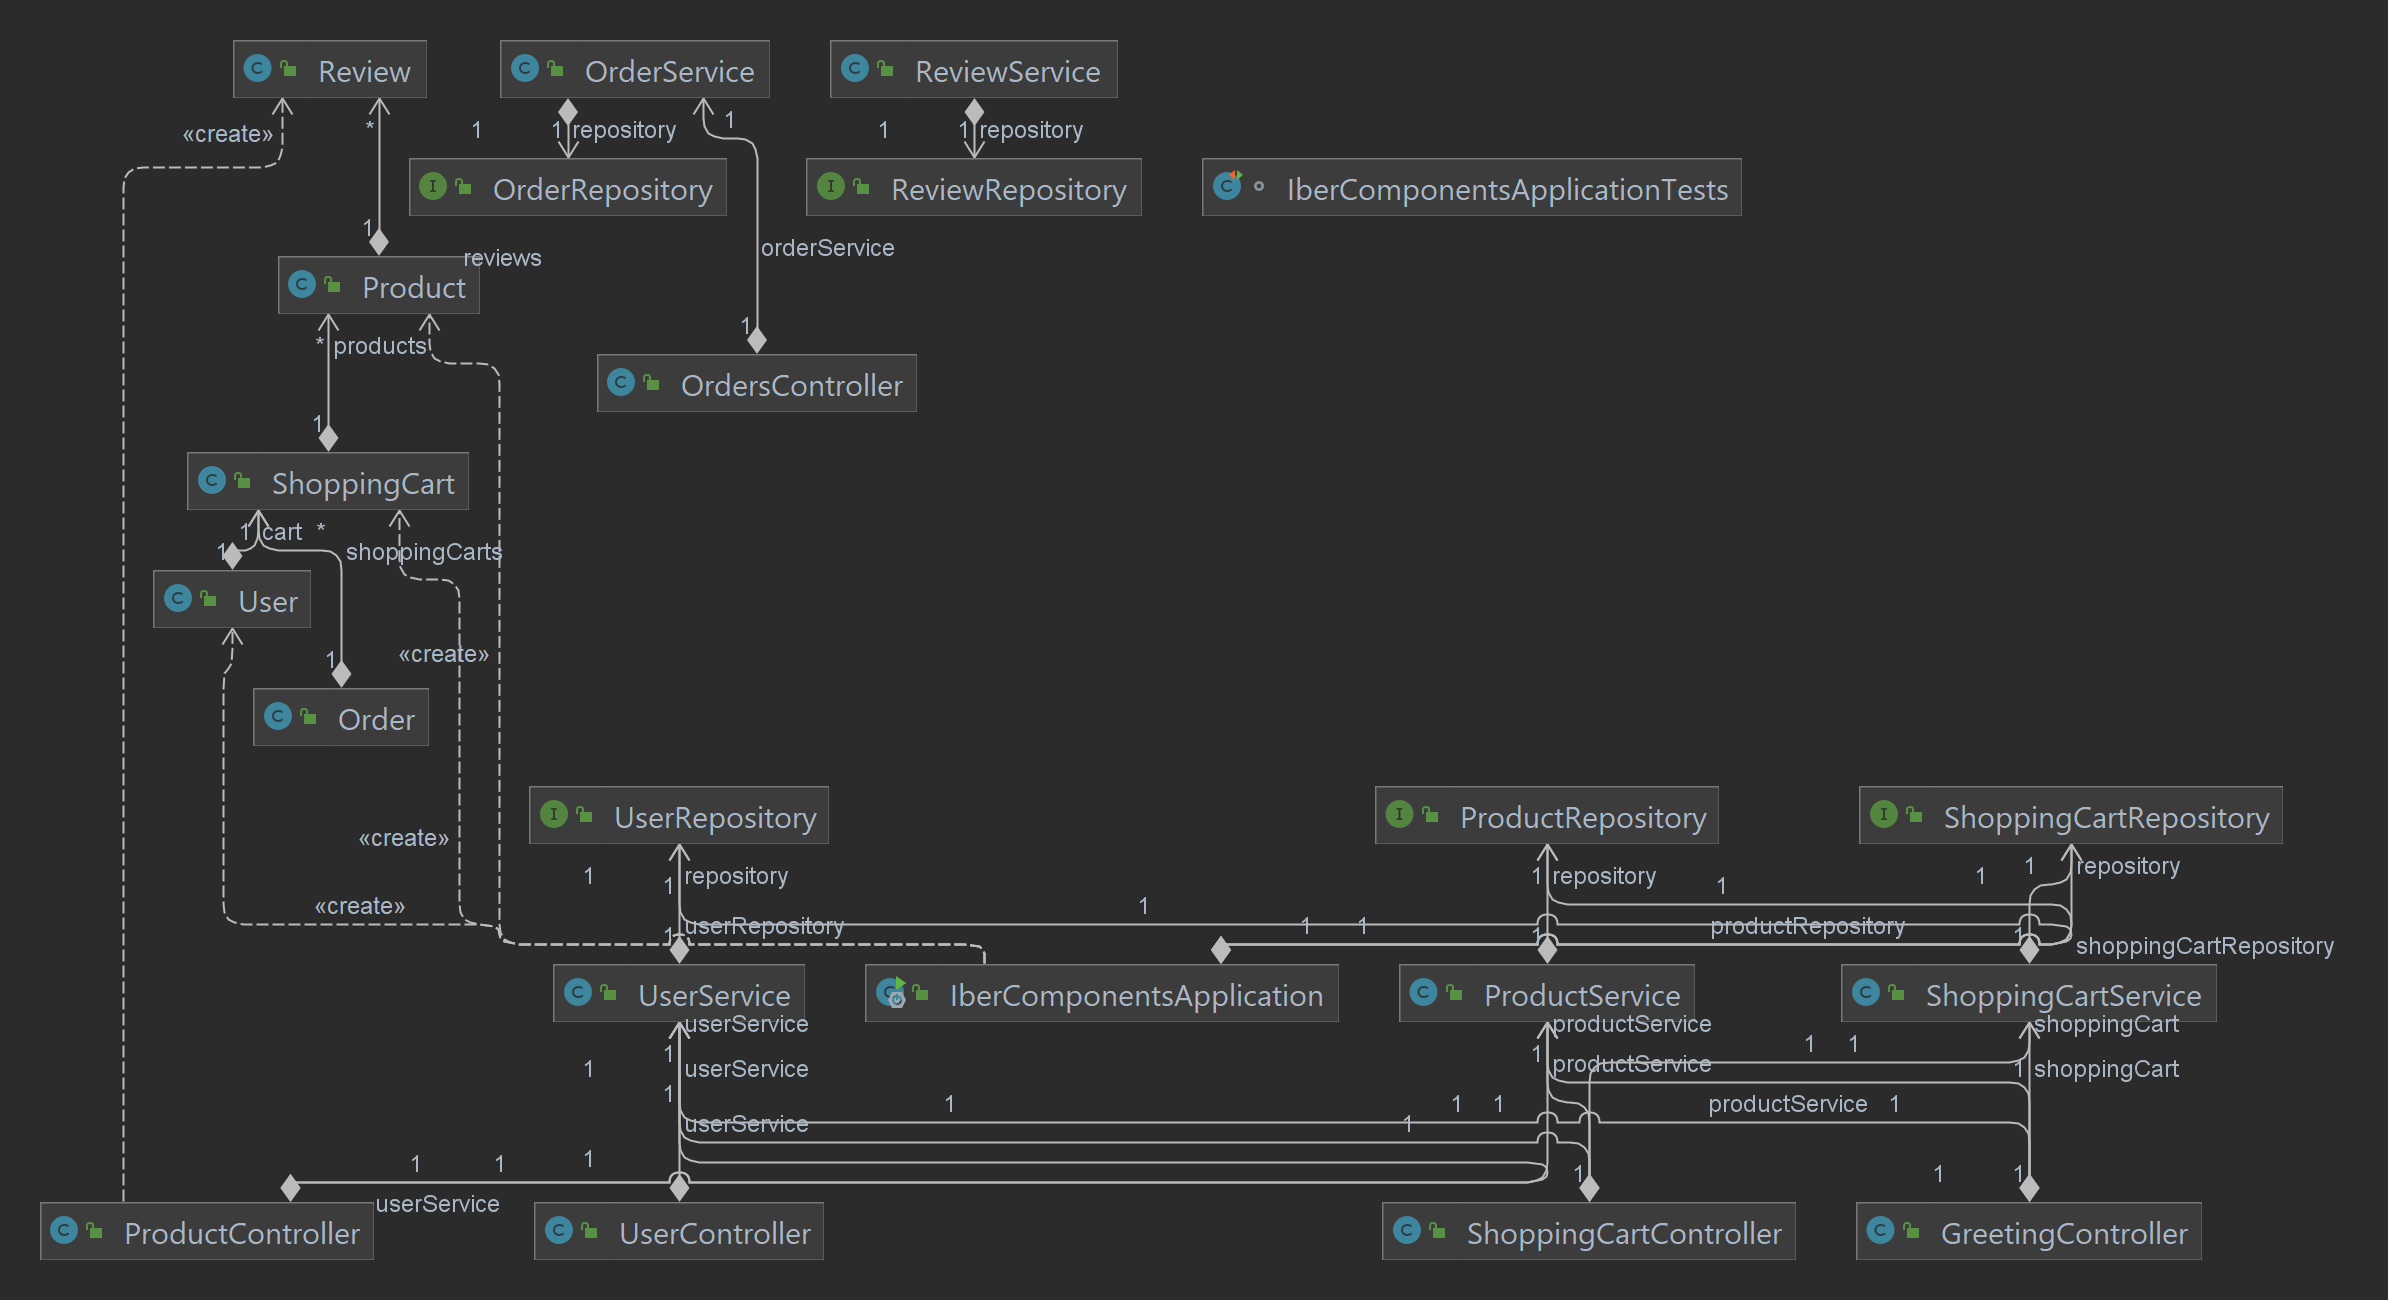 Review
OrderService
ReviewService
«create»
*
1
1 repository
1
1
1 repository
OrderRepository
ReviewRepository
IberComponentsApplicationTests
1
reviews
orderService
Product
1
* products
OrdersController
1
ShoppingCart
1 cart *
1
shoppingCarts
User
1
«create»
Order
UserRepository
ProductRepository
ShoppingCartRepository
«create»
1
1
repository
1 repository
1
1
1
repository
«create»
1
1
userRepository
1
1
1
1
productRepository
1
shoppingCartRepository
UserService
IberComponentsApplication
ProductService
ShoppingCartService
userService
productService
shoppingCart
1
1
1
1
userService
1
productService
1
shoppingCart
1
1
1
1
productService
1
userService
1
1
1
1
1
1
1
userService
ProductController
UserController
ShoppingCartController
GreetingController